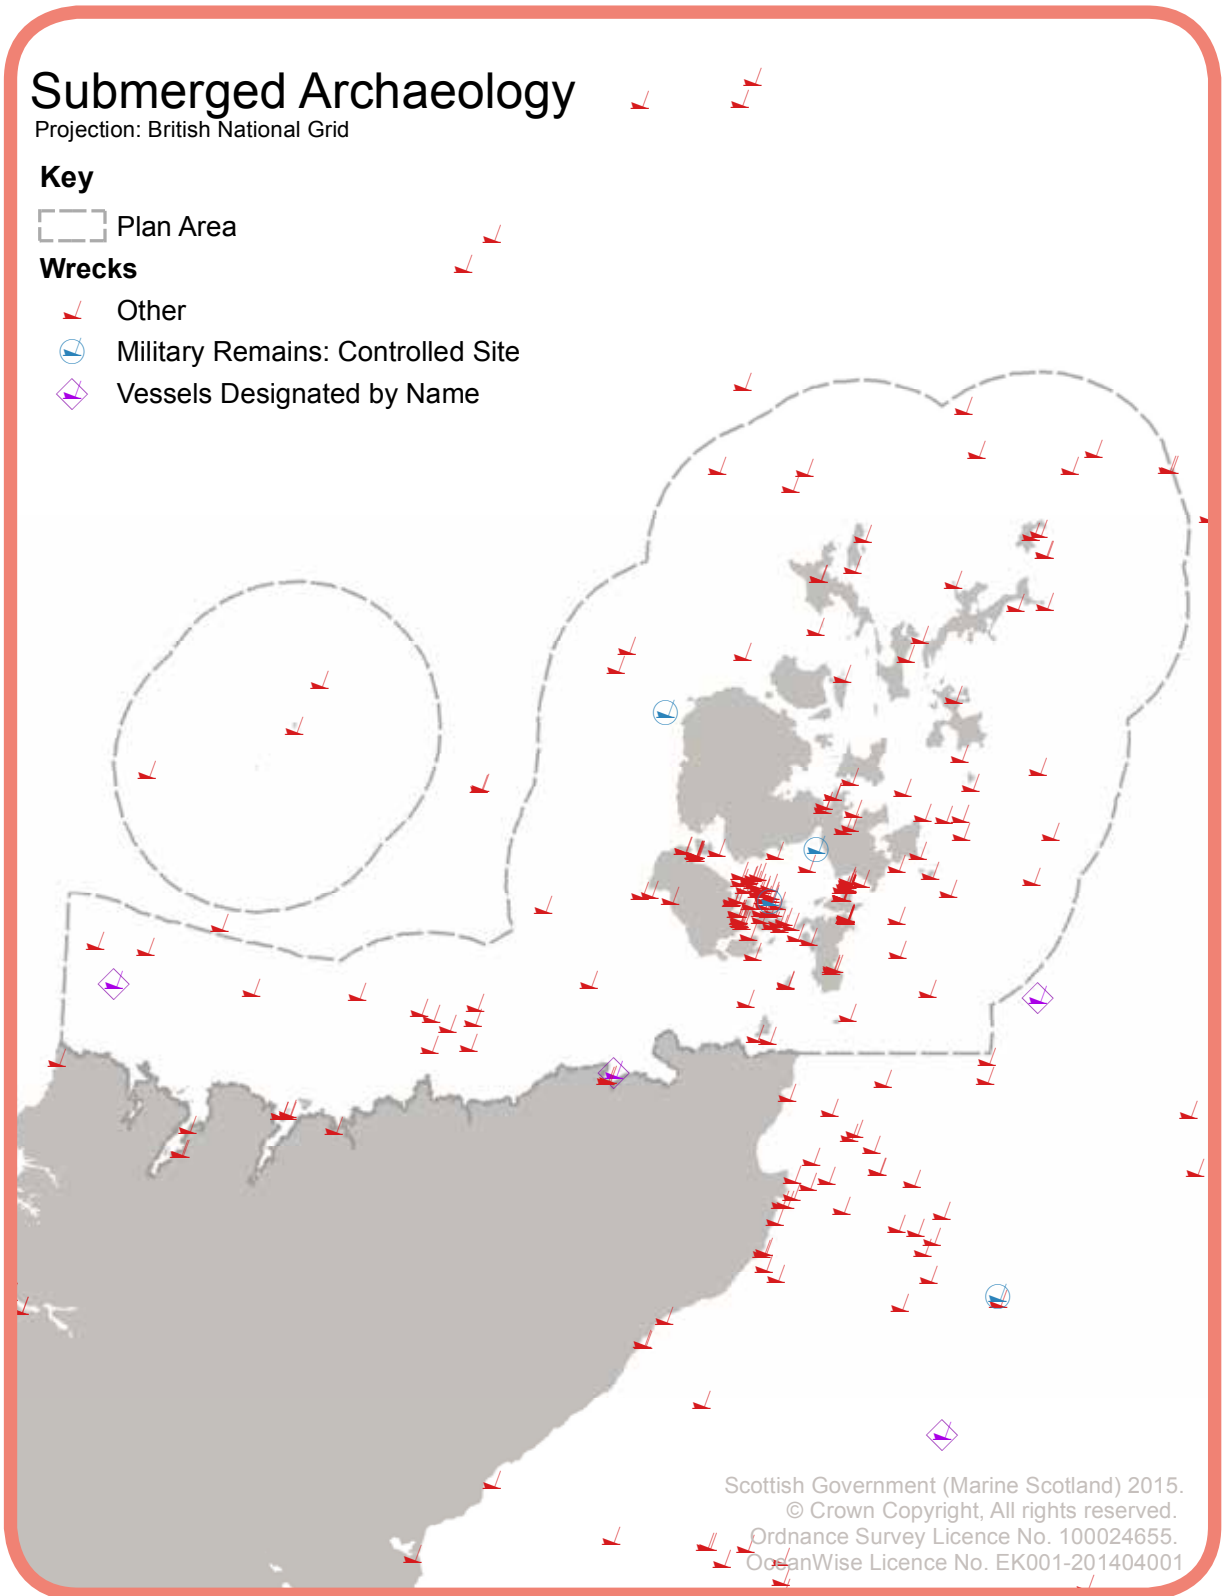 Submerged Archaeology
Projection: British National Grid
Key
Plan Area
Wrecks
Other
Military Remains: Controlled Site
Vessels Designated by Name
Scottish Government (Marine Scotland) 2015.
© Crown Copyright, All rights reserved.
Ordnance Survey Licence No. 100024655.
OceanWise Licence No. EK001-201404001